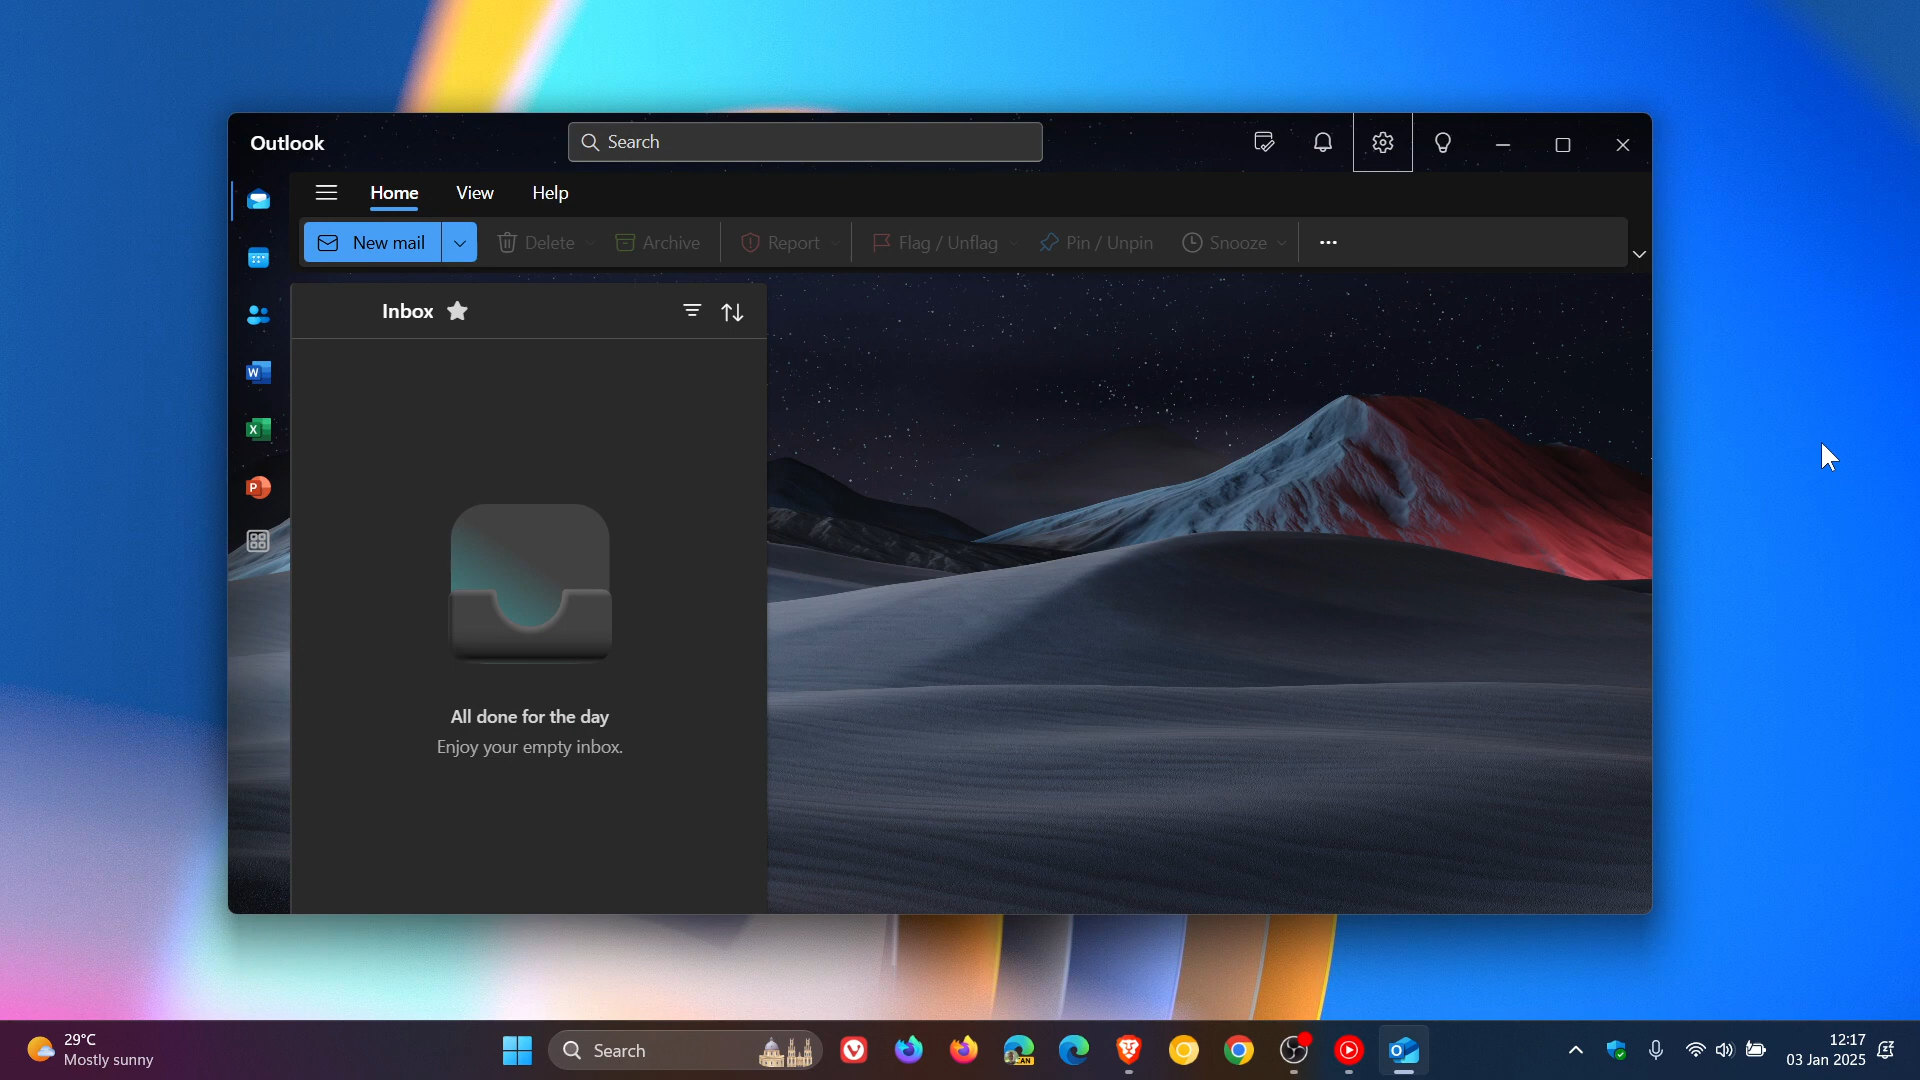 Outlook
Search
Home View Help
New mail Delete Archive Report Flag / Unflag Pin / Unpin Snooze
Inbox
W
X
P
All done for the day
Enjoy your empty inbox.
29°C
Mostly sunny
Search
CAN
O
12:17
03 Jan 2025